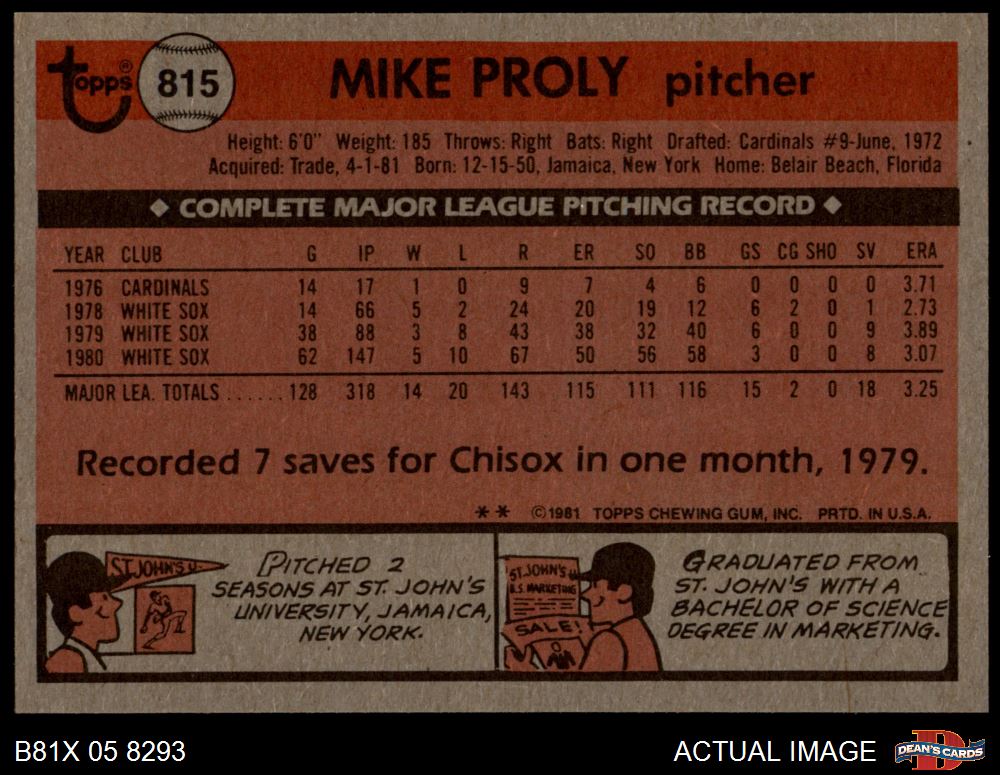 topps®
815
MIKE PROLY pitcher
Height: 6'0" Weight: 185 Throws: Right Bats: Right Drafted: Cardinals #9-June, 1972
Acquired: Trade, 4-1-81 Born: 12-15-50, Jamaica, New York Home: Belair Beach, Florida
◆ COMPLETE MAJOR LEAGUE PITCHING RECORD ◆
YEAR CLUB G IP W L R ER SO BB GS CG SHO SV ERA
1976 CARDINALS 14 17 1 0 9 7 4 6 0 0 0 0 3.71
1978 WHITE SOX 14 66 5 2 24 20 19 12 6 2 0 1 2.73
1979 WHITE SOX 38 88 3 8 43 38 32 40 6 0 0 9 3.89
1980 WHITE SOX 62 147 5 10 67 50 56 58 3 0 0 8 3.07
MAJOR LEA. TOTALS ...... 128 318 14 20 143 115 111 116 15 2 0 18 3.25
Recorded 7 saves for Chisox in one month, 1979.
** ©1981 TOPPS CHEWING GUM, INC. PRTD. IN U.S.A.
ST. JOHN'S U.
PITCHED 2
SEASONS AT ST. JOHN'S
UNIVERSITY, JAMAICA,
NEW YORK.
ST. JOHN'S U.
B.S. MARKETING
SALE!
GRADUATED FROM
ST. JOHN'S WITH A
BACHELOR OF SCIENCE
DEGREE IN MARKETING.
B81X 05 8293
ACTUAL IMAGE
DEAN'S CARDS